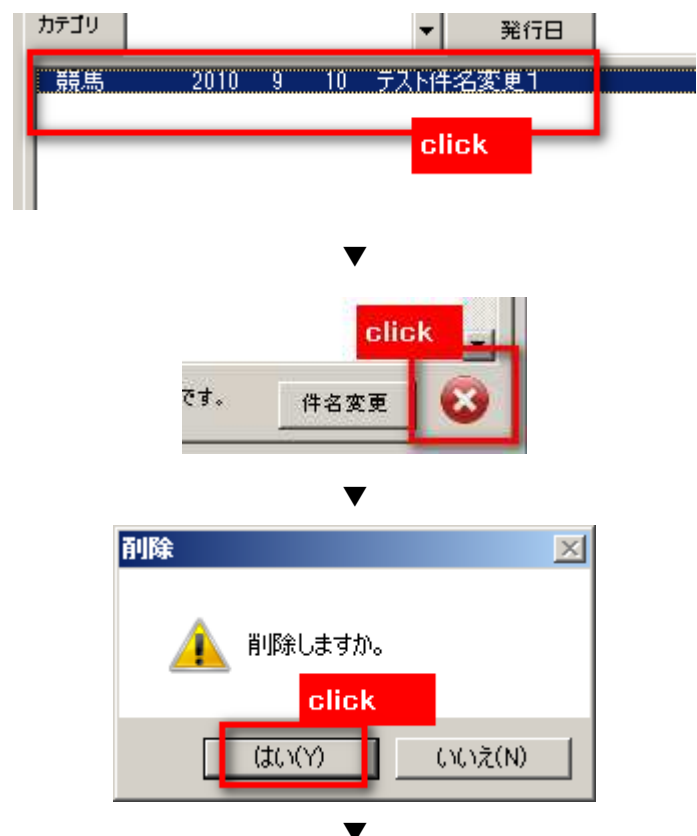 カテゴリ 発行日
競馬 2010 9 10 テスト件名変更1
click
▼
click
です。 件名変更
▼
削除
削除しますか。
click
はい(Y) いいえ(N)
▼